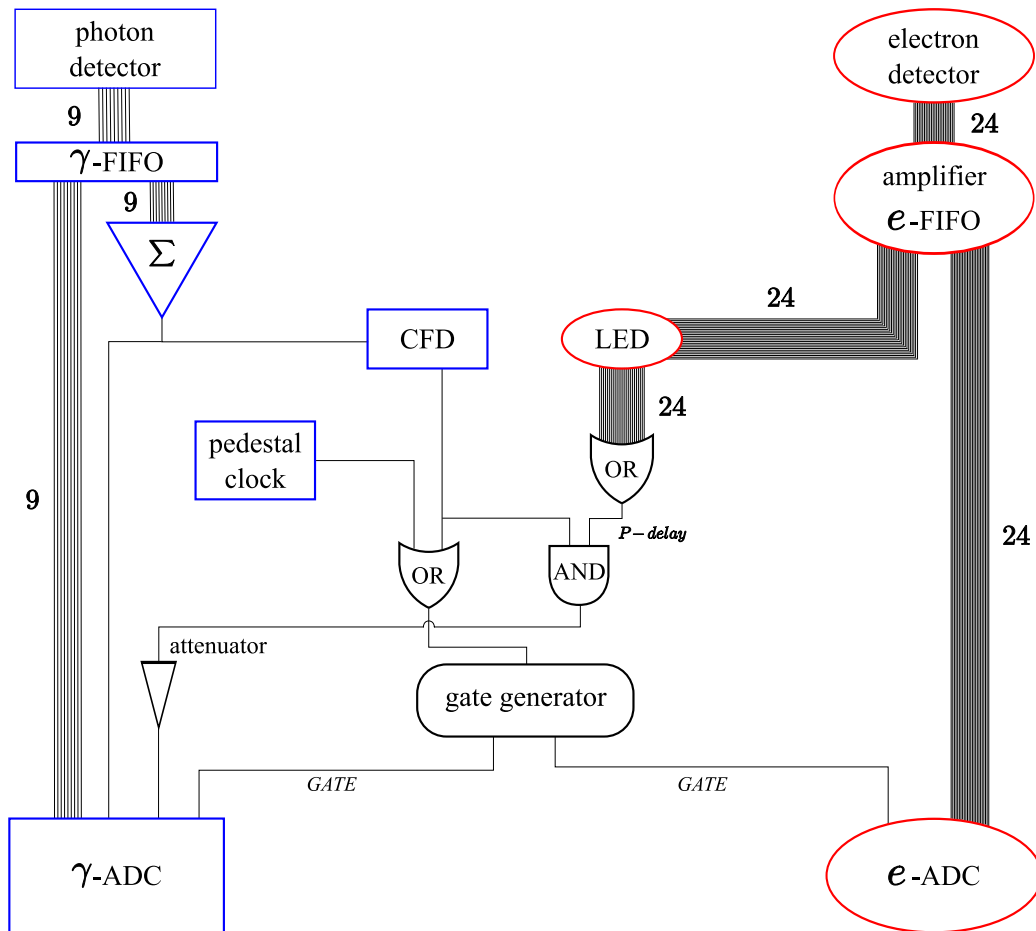 photon
detector
electron
detector
9
24
γ-FIFO
amplifier
e-FIFO
9
Σ
24
CFD
LED
24
pedestal
clock
OR
9
P-delay
24
OR
AND
attenuator
gate generator
GATE
GATE
γ-ADC
e-ADC